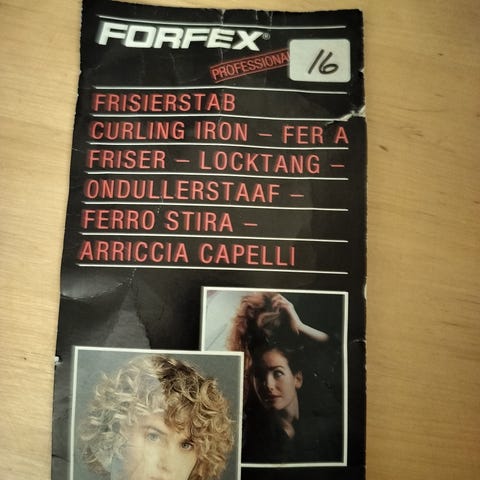 FORFEX®
PROFESSIONAL
16
FRISIERSTAB
CURLING IRON – FER A
FRISER – LOCKTANG –
ONDULLERSTAAF –
FERRO STIRA –
ARRICCIA CAPELLI